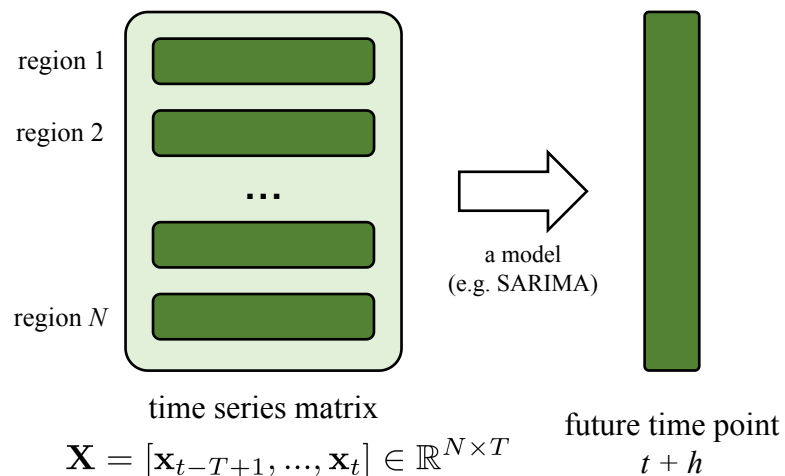 region 1
region 2
...
region N
a model
(e.g. SARIMA)
time series matrix
X = [x_{t−T+1}, ..., x_t] ∈ ℝ^{N×T}
future time point
t + h